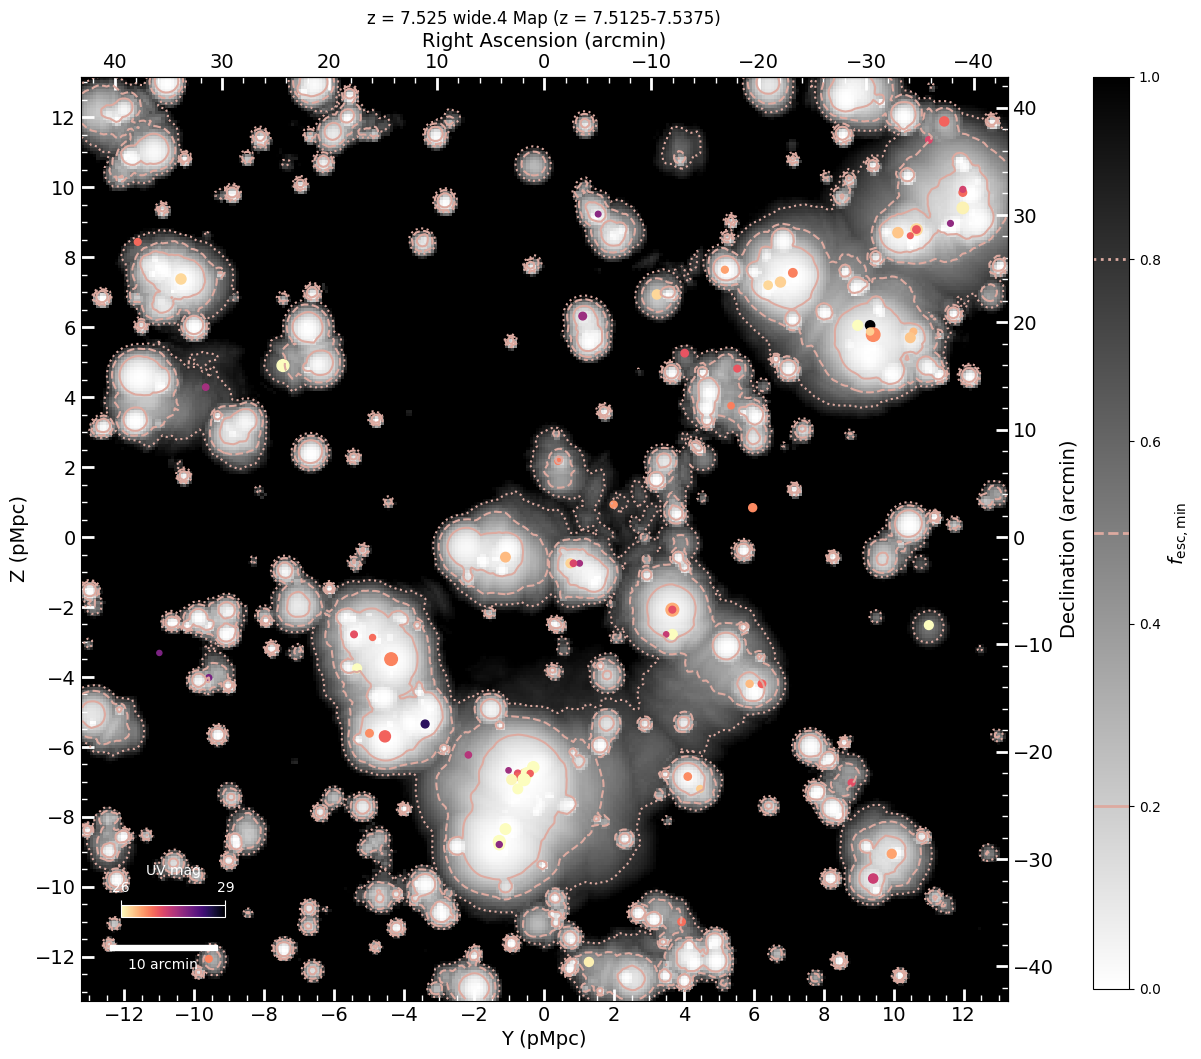 z = 7.525 wide.4 Map (z = 7.5125-7.5375)
Right Ascension (arcmin)
40 30 20 10 0 −10 −20 −30 −40
12
10
8
6
4
2
0
−2
−4
−6
−8
−10
−12
Z (pMpc)
40
30
20
10
0
−10
−20
−30
−40
Declination (arcmin)
1.0
0.8
0.6
0.4
0.2
0.0
fesc,min
UV mag
26 29
10 arcmin
−12 −10 −8 −6 −4 −2 0 2 4 6 8 10 12
Y (pMpc)